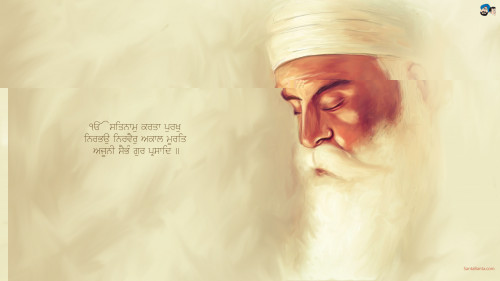 ੴ ਸਤਿਨਾਮੁ ਕਰਤਾ ਪੁਰਖੁ
ਨਿਰਭਉ ਨਿਰਵੈਰੁ ਅਕਾਲ ਮੂਰਤਿ
ਅਜੂਨੀ ਸੈਭੰ ਗੁਰ ਪ੍ਰਸਾਦਿ ॥